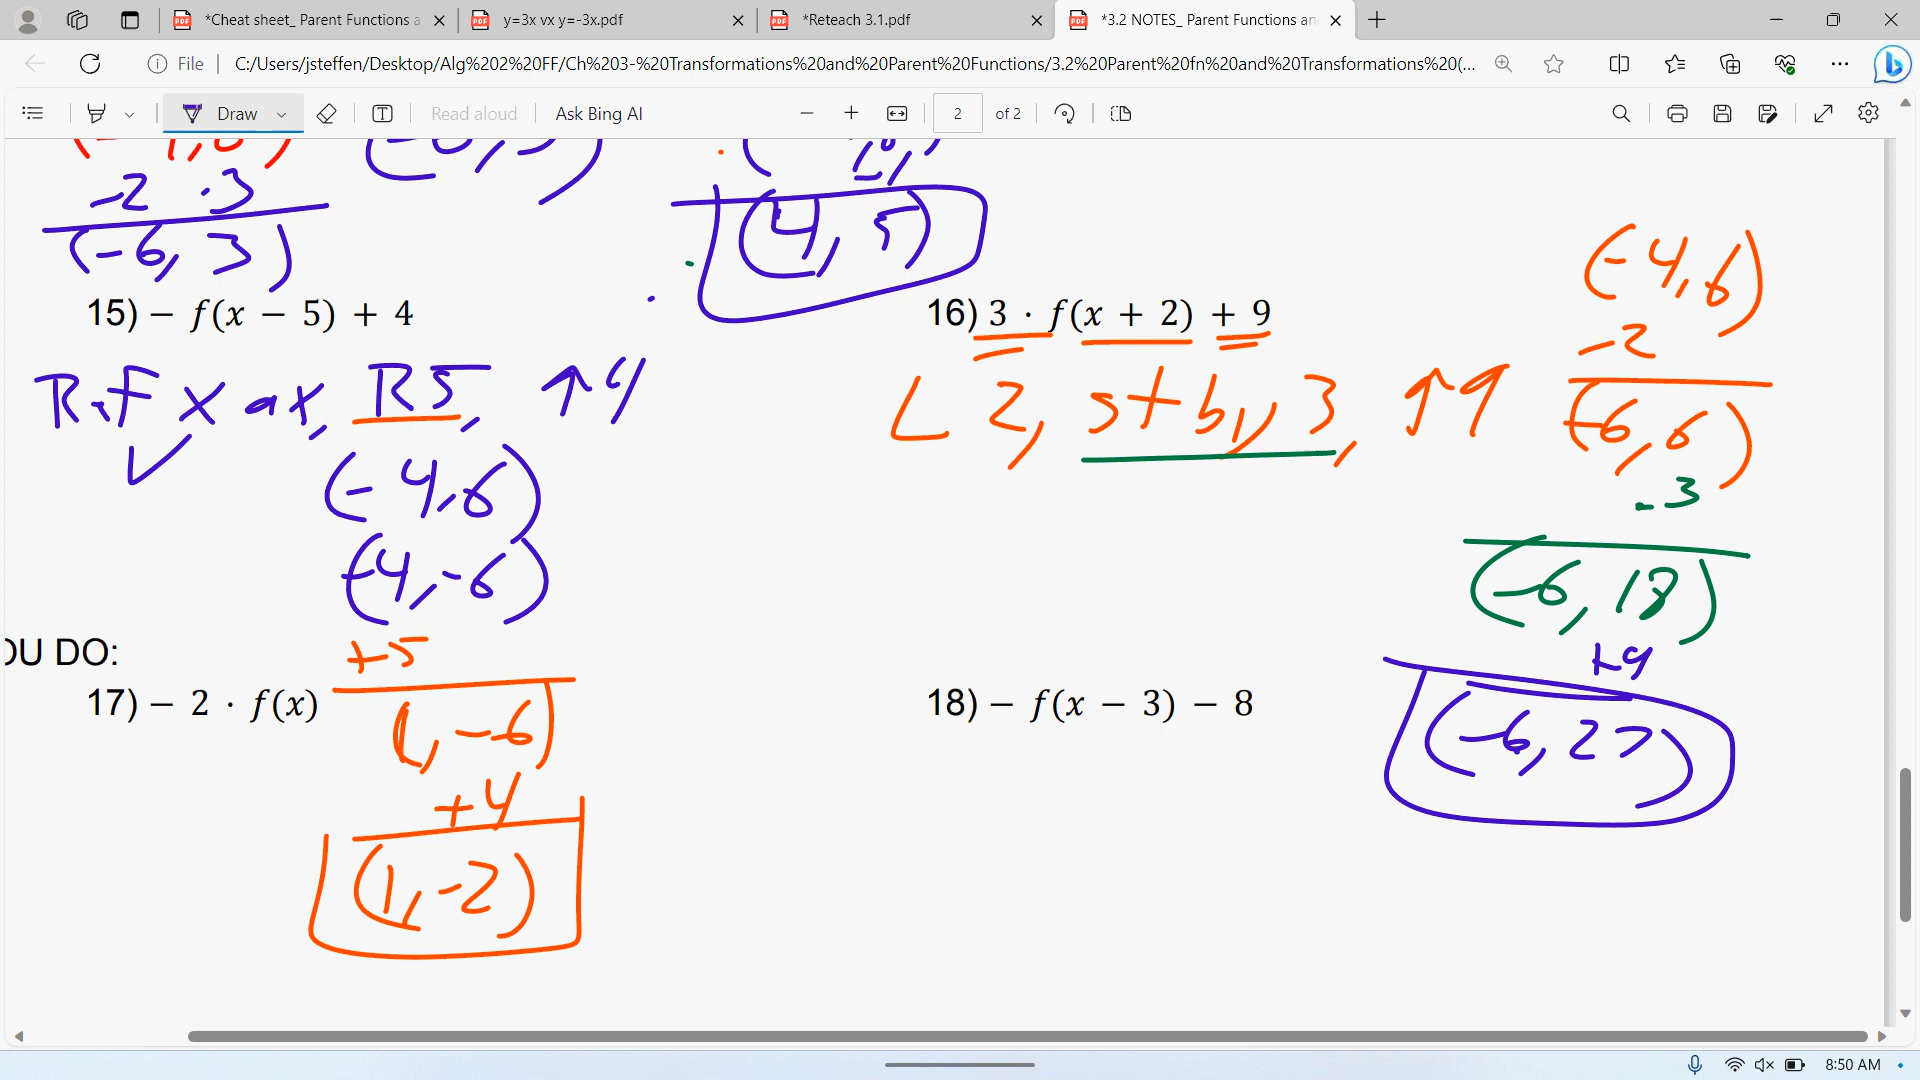 *Cheat sheet_ Parent Functions a
y=3x vx y=-3x.pdf
*Reteach 3.1.pdf
*3.2 NOTES_ Parent Functions an
File
C:/Users/jsteffen/Desktop/Alg%202%20FF/Ch%203-%20Transformations%20and%20Parent%20Functions/3.2%20Parent%20fn%20and%20Transformations%20(...
Draw
Read aloud
Ask Bing AI
2 of 2
-2 ·3
(-6, 3)
(4, 5)
15) − f(x − 5) + 4
Ref x ax, R5, ↑4
(-4,6)
(-4,-6)
+5
(1, -6)
+4
(1, -2)
16) 3 · f(x + 2) + 9
L 2, st by 3, ↑9
(-4,6)
-2
(-6,6)
·3
(-6, 18)
+9
(-6, 27)
OU DO:
17) − 2 · f(x)
18) − f(x − 3) − 8
8:50 AM